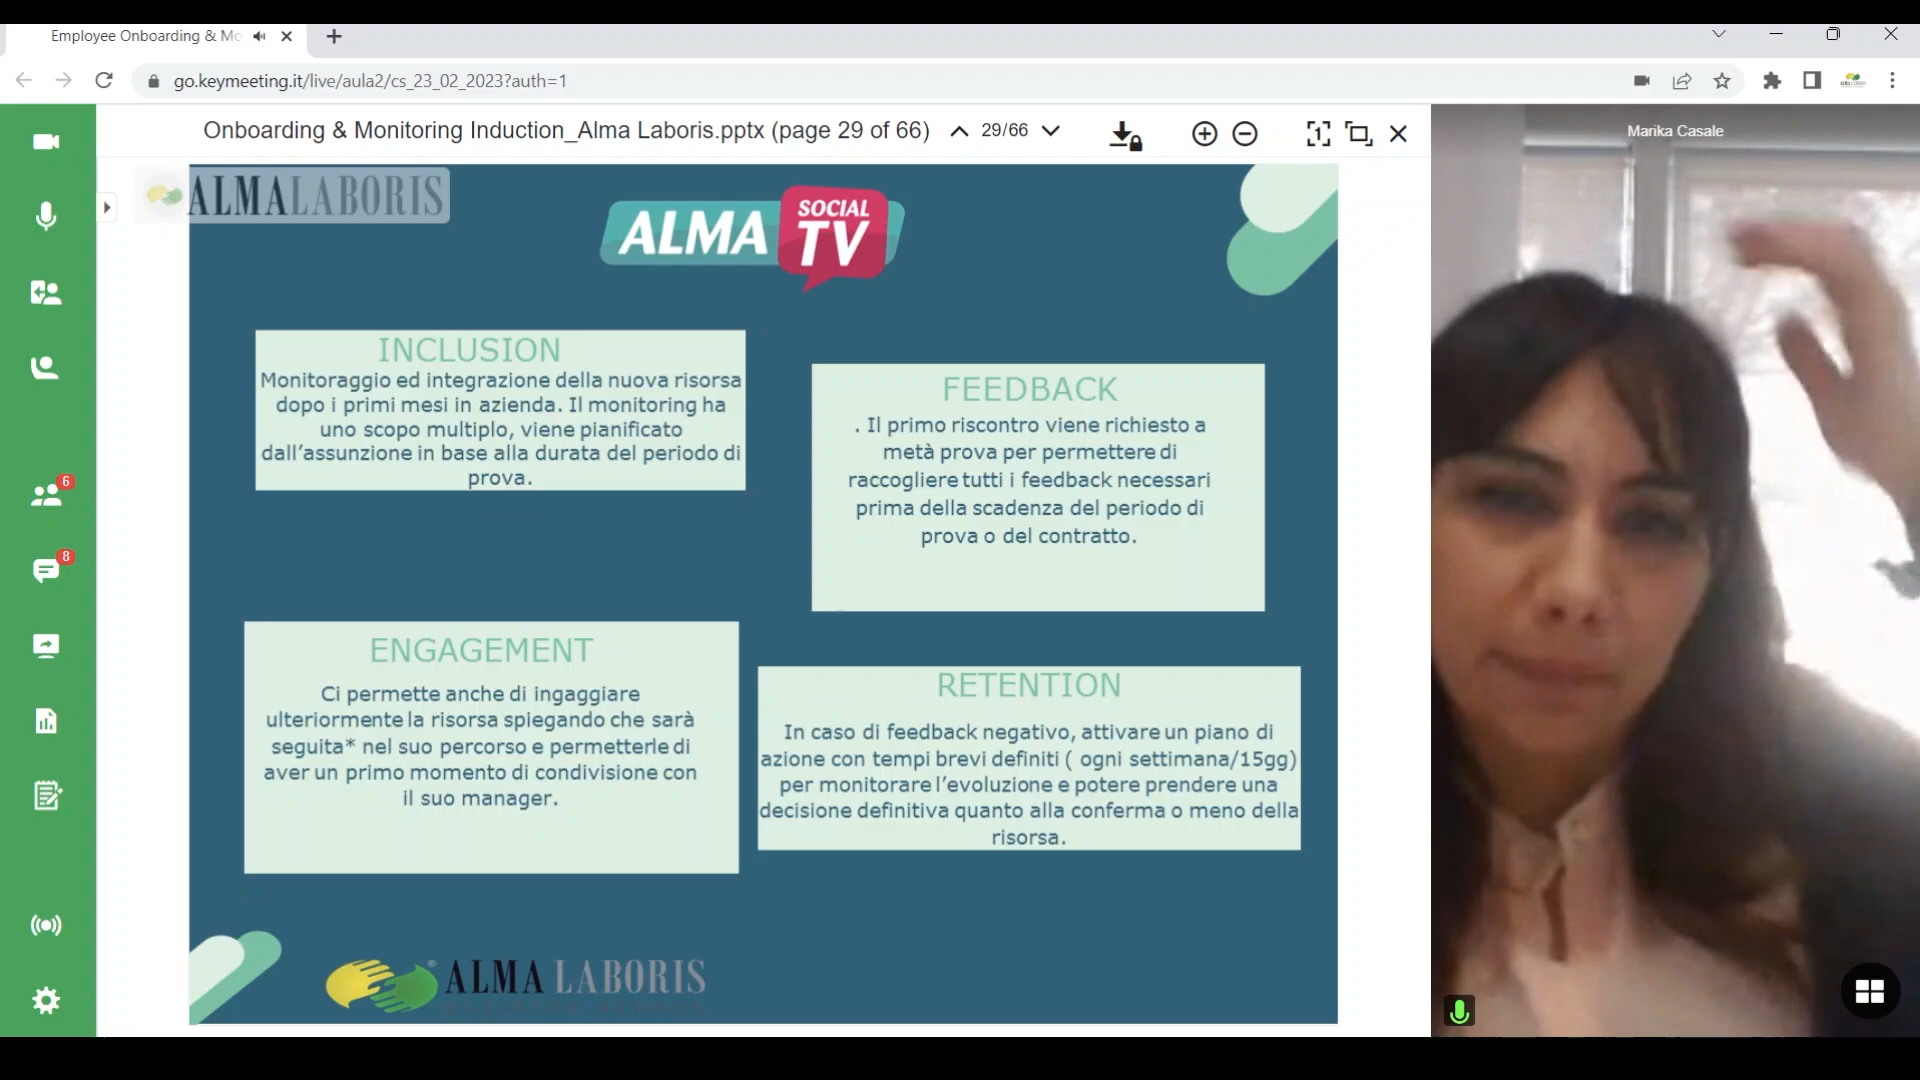 Employee Onboarding & Mo
go.keymeeting.it/live/aula2/cs_23_02_2023?auth=1
Onboarding & Monitoring Induction_Alma Laboris.pptx (page 29 of 66)
29/66
Marika Casale
ALMALABORIS
ALMA
SOCIAL
TV
INCLUSION
Monitoraggio ed integrazione della nuova risorsa
dopo i primi mesi in azienda. Il monitoring ha
uno scopo multiplo, viene pianificato
dall'assunzione in base alla durata del periodo di
prova.
FEEDBACK
. Il primo riscontro viene richiesto a
metà prova per permettere di
raccogliere tutti i feedback necessari
prima della scadenza del periodo di
prova o del contratto.
ENGAGEMENT
Ci permette anche di ingaggiare
ulteriormente la risorsa spiegando che sarà
seguita* nel suo percorso e permetterle di
aver un primo momento di condivisione con
il suo manager.
RETENTION
In caso di feedback negativo, attivare un piano di
azione con tempi brevi definiti ( ogni settimana/15gg)
per monitorare l'evoluzione e potere prendere una
decisione definitiva quanto alla conferma o meno della
risorsa.
6
8
ALMA LABORIS